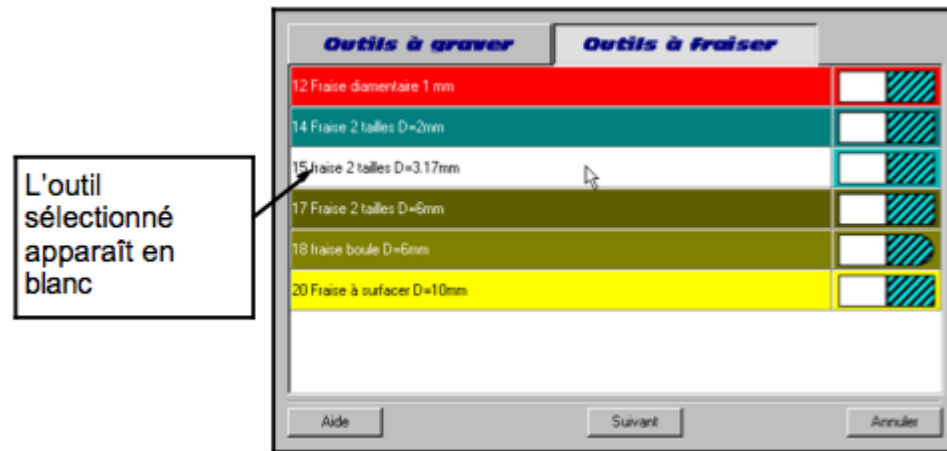 Outils à graver
Outils à fraiser
12 Fraise diamentaire 1 mm
14 Fraise 2 tailles D=2mm
15 fraise 2 tailles D=3.17mm
17 Fraise 2 tailles D=6mm
18 fraise boule D=6mm
20 Fraise à surfacer D=10mm
L'outil
sélectionné
apparaît en
blanc
Aide
Suivant
Annuler